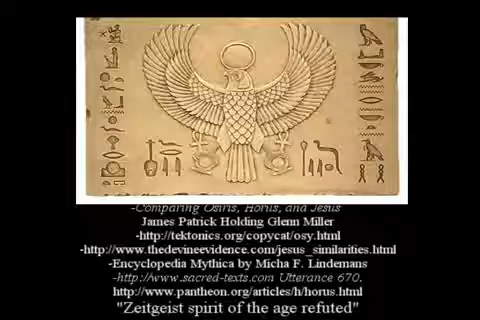 -Comparing Osiris, Horus, and Jesus
James Patrick Holding Glenn Miller
-http://tektonics.org/copycat/osy.html
-http://www.thedevineevidence.com/jesus_similarities.html
-Encyclopedia Mythica by Micha F. Lindemans
-http://www.sacred-texts.com Utterance 670.
http://www.pantheon.org/articles/h/horus.html
"Zeitgeist spirit of the age refuted"